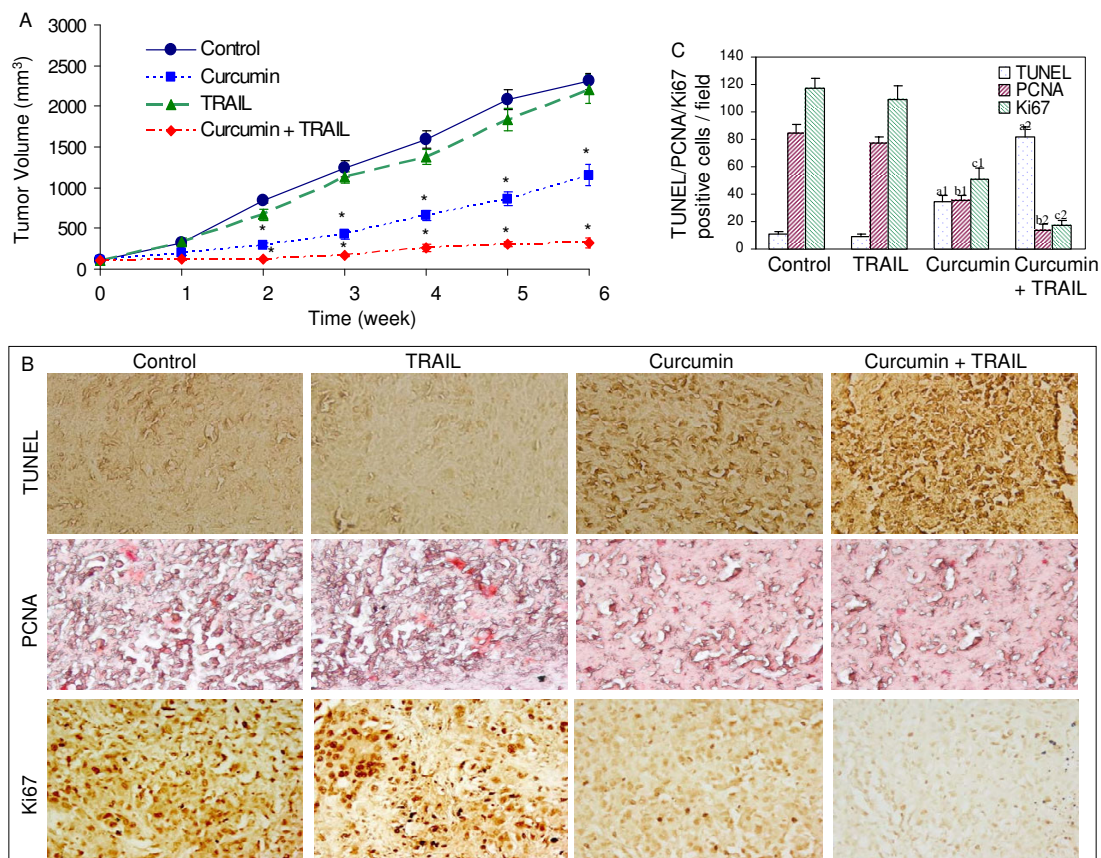 A
3000
2500
2000
1500
1000
500
0
Tumor Volume (mm³)
Control
Curcumin
TRAIL
Curcumin + TRAIL
* * * * *
* * * * *
0 1 2 3 4 5 6
Time (week)
C
140
120
100
80
60
40
20
0
TUNEL/PCNA/Ki67
positive cells / field
TUNEL
PCNA
Ki67
a1 b1 c1
a2 b2 c2
Control TRAIL Curcumin Curcumin
+ TRAIL
B
Control TRAIL Curcumin Curcumin + TRAIL
TUNEL
PCNA
Ki67